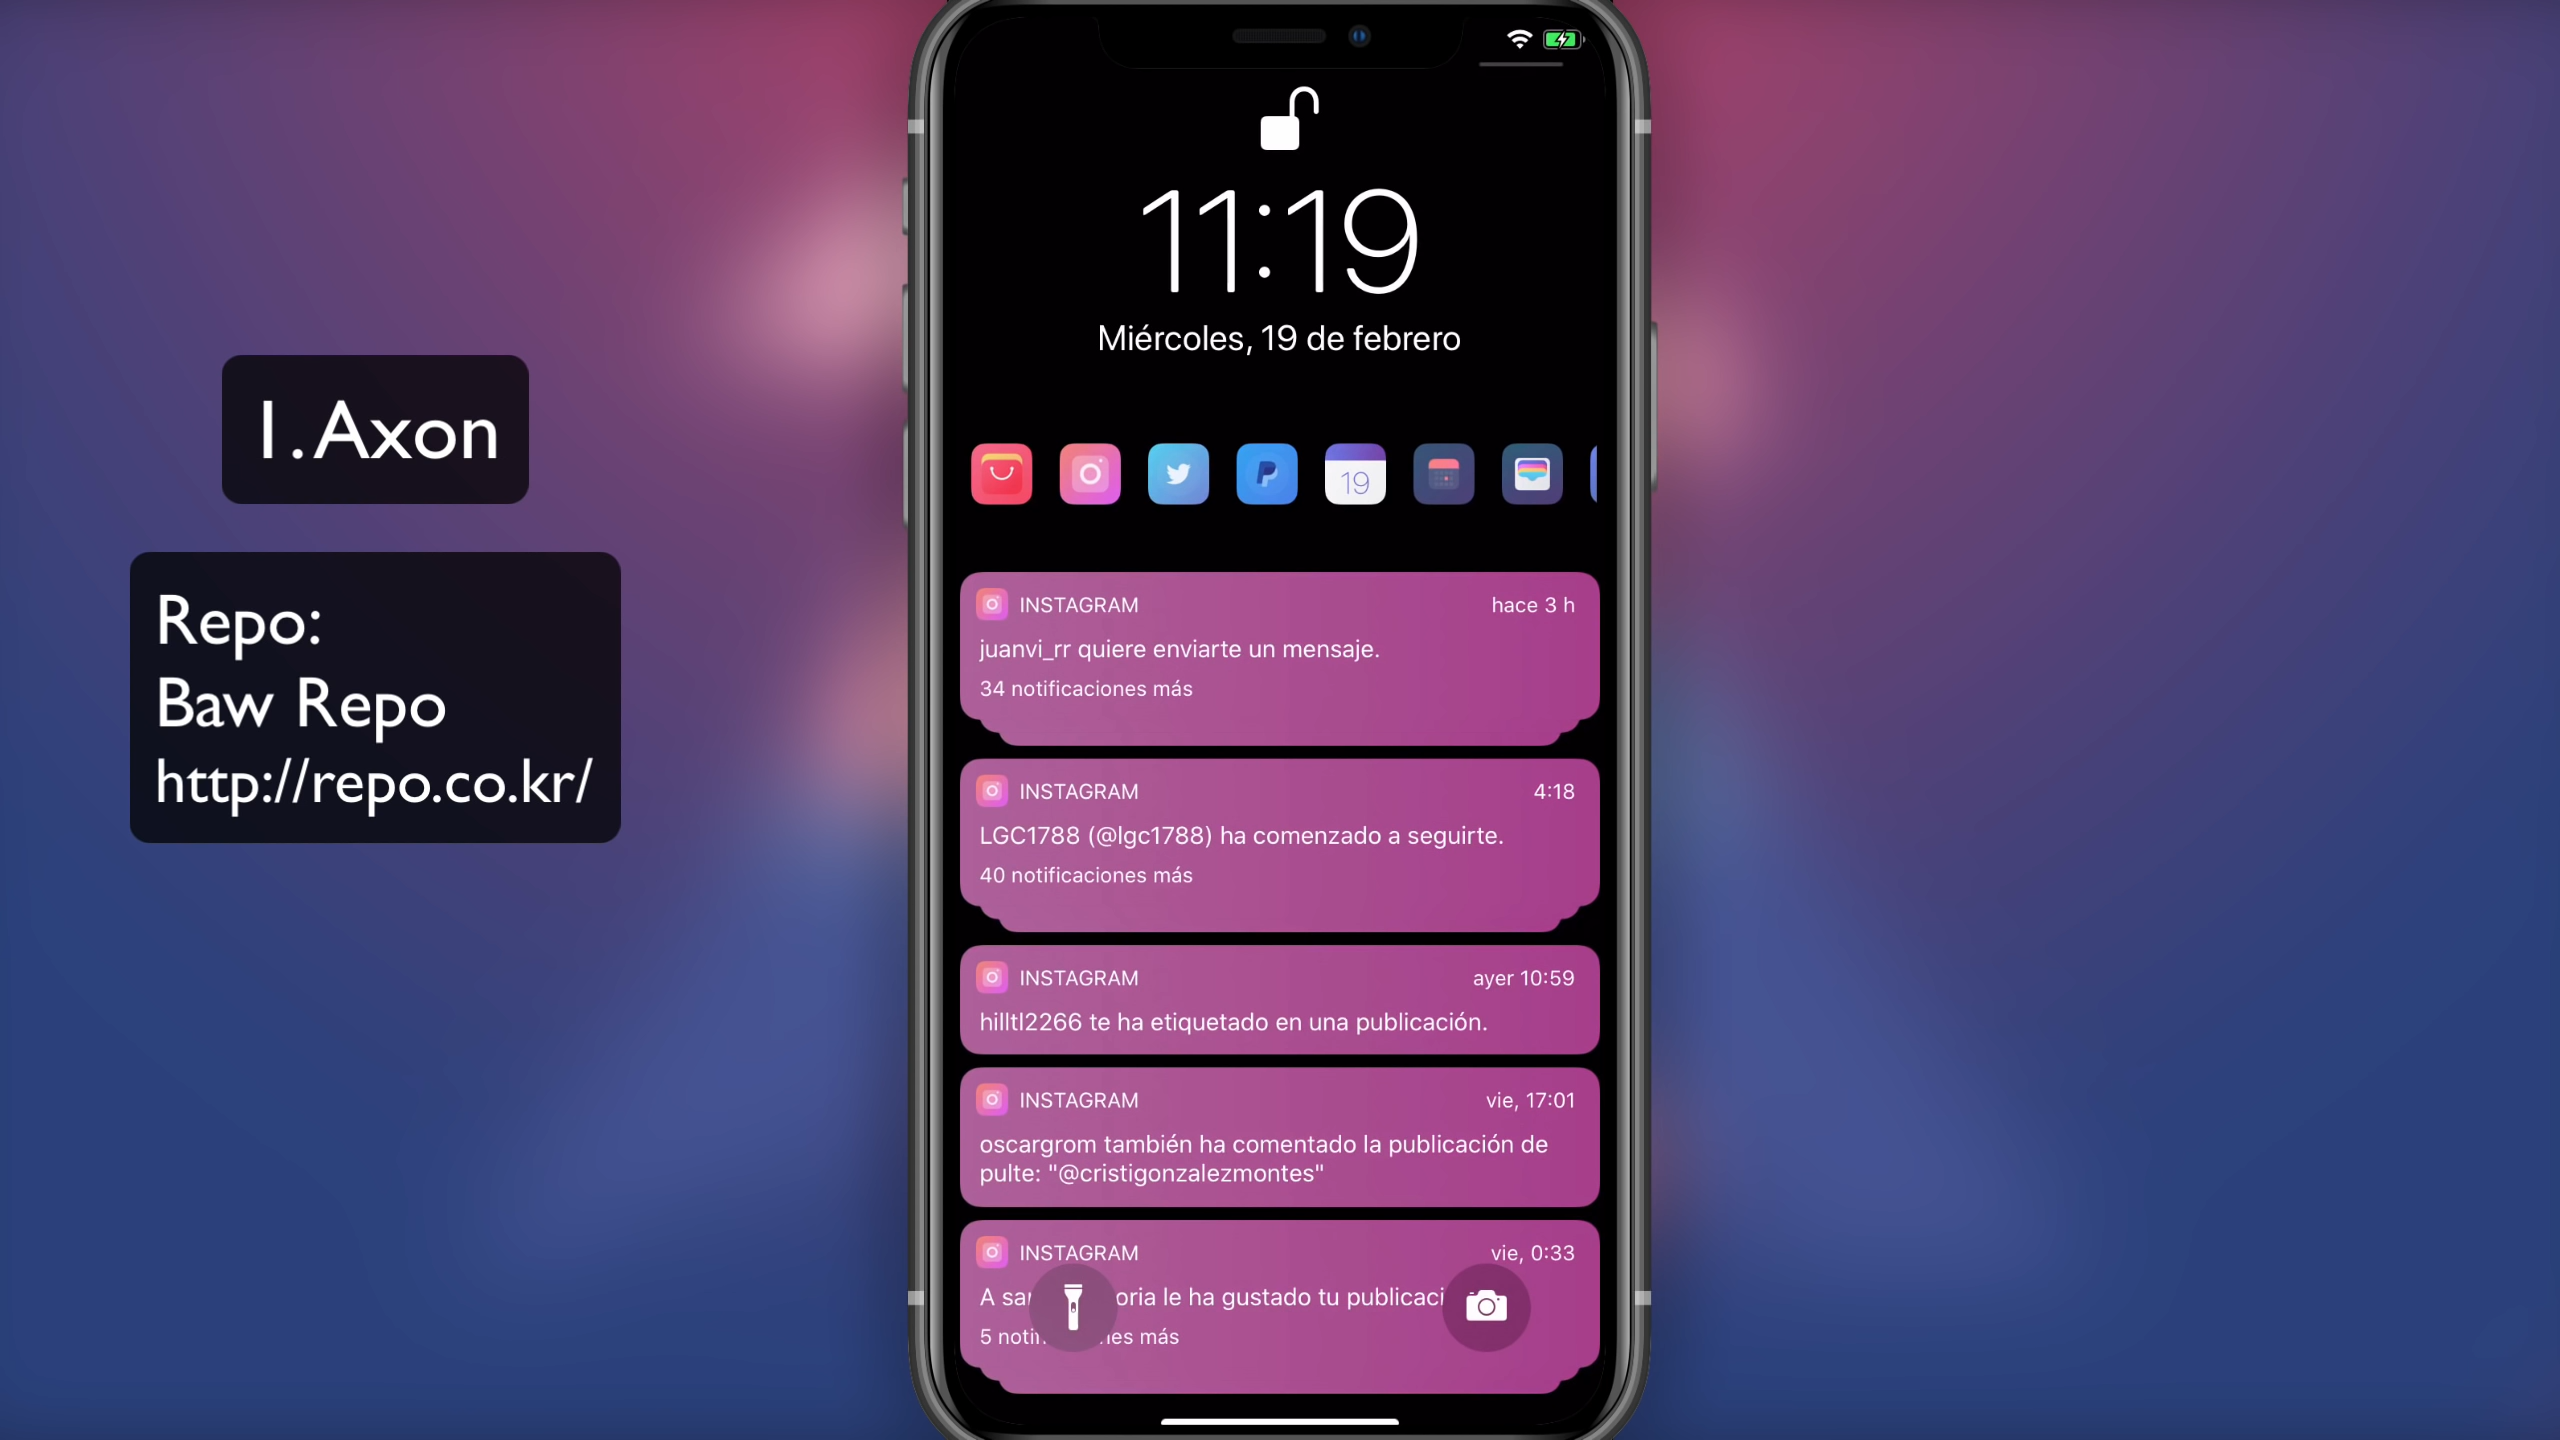 1. Axon
Repo:
Baw Repo
http://repo.co.kr/
11:19
Miércoles, 19 de febrero
19
INSTAGRAM hace 3 h
juanvi_rr quiere enviarte un mensaje.
34 notificaciones más
INSTAGRAM 4:18
LGC1788 (@lgc1788) ha comenzado a seguirte.
40 notificaciones más
INSTAGRAM ayer 10:59
hilltl2266 te ha etiquetado en una publicación.
INSTAGRAM vie, 17:01
oscargrom también ha comentado la publicación de
pulte: "@cristigonzalezmontes"
INSTAGRAM vie, 0:33
A le ha gustado tu
5 más